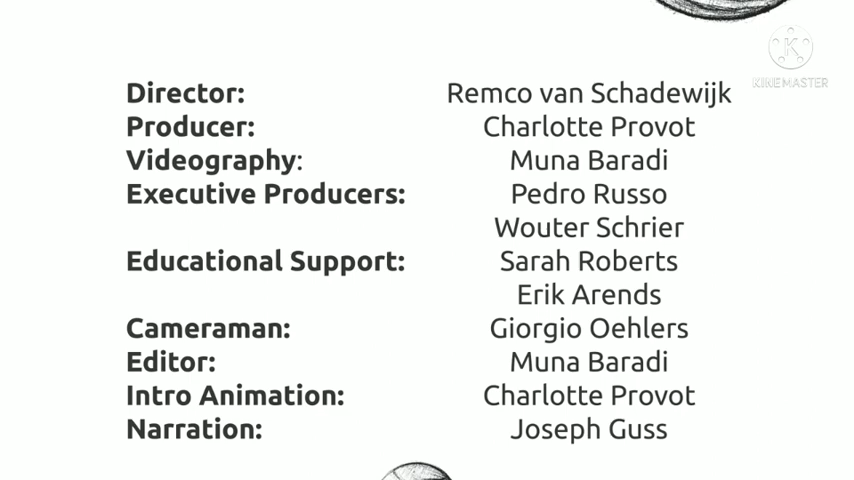 KINEMASTER
Director: Remco van Schadewijk
Producer: Charlotte Provot
Videography: Muna Baradi
Executive Producers: Pedro Russo
Wouter Schrier
Educational Support: Sarah Roberts
Erik Arends
Cameraman: Giorgio Oehlers
Editor: Muna Baradi
Intro Animation: Charlotte Provot
Narration: Joseph Guss